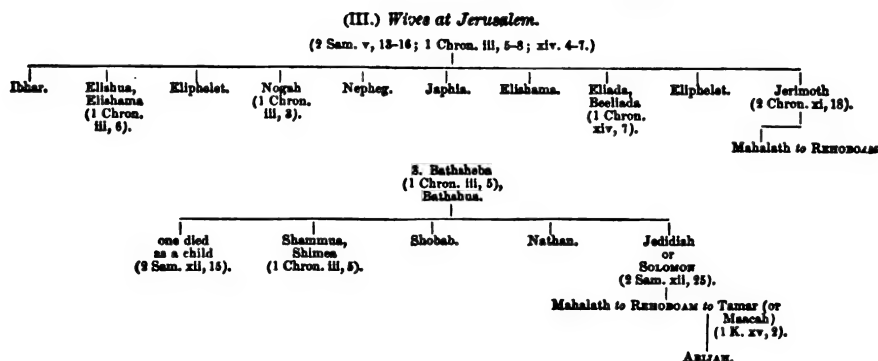 (III.) Wives at Jerusalem.
(2 Sam. v, 13-16; 1 Chron. iii, 5-8; xiv. 4-7.)
Ibhar. Elishua, Elishama (1 Chron. iii, 6). Eliphelet. Nogah (1 Chron. iii, 3). Nepheg. Japhia. Elishama. Eliada, Beeliada (1 Chron. xiv, 7). Eliphelet. Jerimoth (2 Chron. xi, 18).
Mahalath to REHOBOAM
3. Bathsheba
(1 Chron. iii, 5),
Bathshua.
one died as a child (2 Sam. xii, 15). Shammua, Shimea (1 Chron. iii, 5). Shobab. Nathan. Jedidiah or SOLOMON (2 Sam. xii, 25).
Mahalath to REHOBOAM to Tamar (or
Maacah)
(1 K. xv, 2).
ABIJAH.